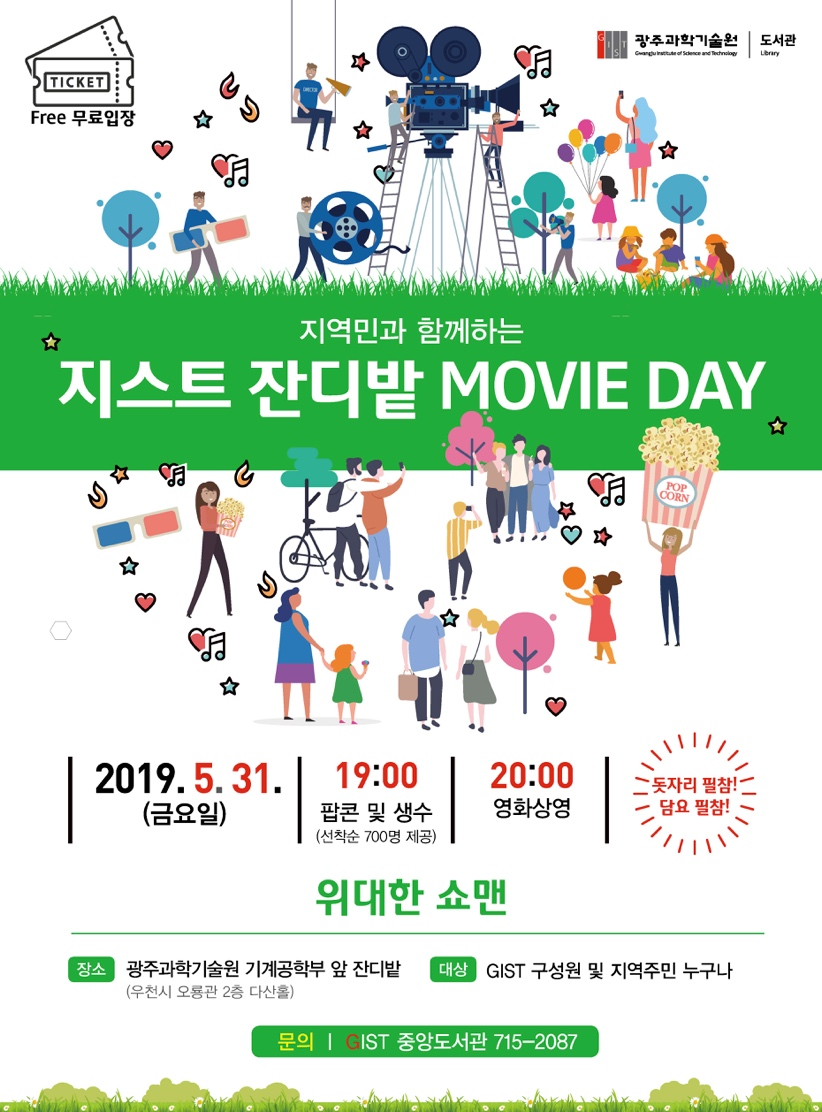 TICKET
Free 무료입장
GIST 광주과학기술원 | 도서관
Gwangju Institute of Science and Technology Library
DIRECTOR
지역민과 함께하는
지스트 잔디밭 MOVIE DAY
POP
CORN
2019. 5. 31.
(금요일)
19:00
팝콘 및 생수
(선착순 700명 제공)
20:00
영화상영
돗자리 필참!
담요 필참!
위대한 쇼맨
장소 광주과학기술원 기계공학부 앞 잔디밭
(우천시 오룡관 2층 다산홀)
대상 GIST 구성원 및 지역주민 누구나
문의 | GIST 중앙도서관 715-2087